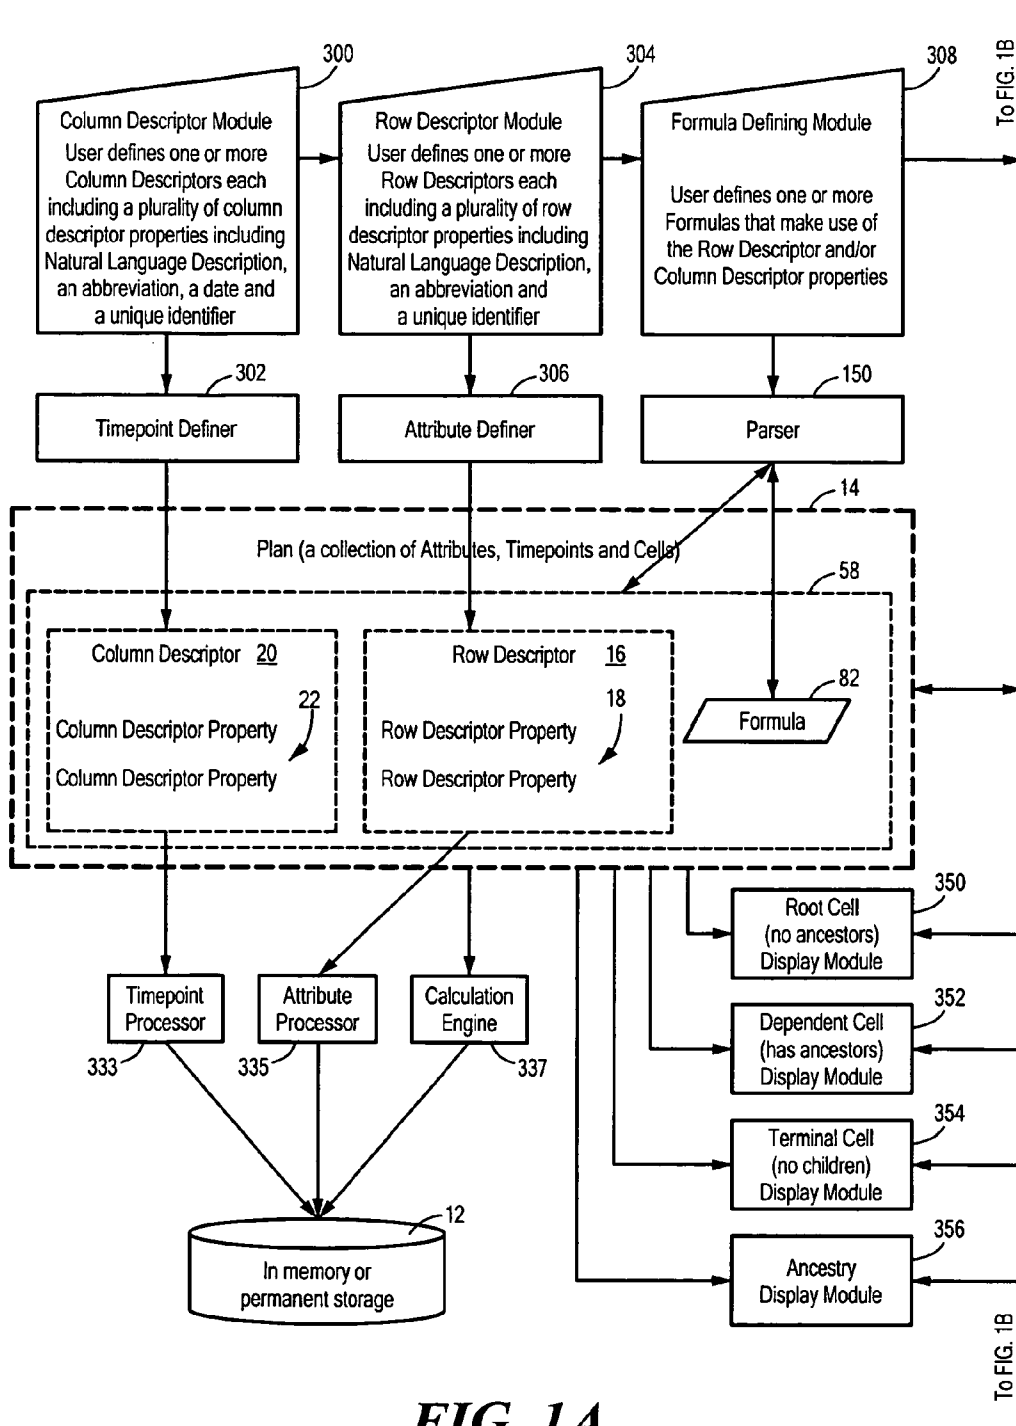 300
304
308
To FIG. 1B
Column Descriptor Module
User defines one or more
Column Descriptors each
including a plurality of column
descriptor properties including
Natural Language Description,
an abbreviation, a date and
a unique identifier
Row Descriptor Module
User defines one or more
Row Descriptors each
including a plurality of row
descriptor properties including
Natural Language Description,
an abbreviation and
a unique identifier
Formula Defining Module
User defines one or more
Formulas that make use of
the Row Descriptor and/or
Column Descriptor properties
302
306
150
Timepoint Definer
Attribute Definer
Parser
14
Plan (a collection of Attributes, Timepoints and Cells)
58
Column Descriptor 20
22
Column Descriptor Property
Column Descriptor Property
Row Descriptor 16
18
Row Descriptor Property
Row Descriptor Property
82
Formula
350
Root Cell
(no ancestors)
Display Module
352
Dependent Cell
(has ancestors)
Display Module
354
Terminal Cell
(no children)
Display Module
356
Ancestry
Display Module
Timepoint
Processor
333
Attribute
Processor
335
Calculation
Engine
337
12
In memory or
permanent storage
To FIG. 1B
FIG. 1A